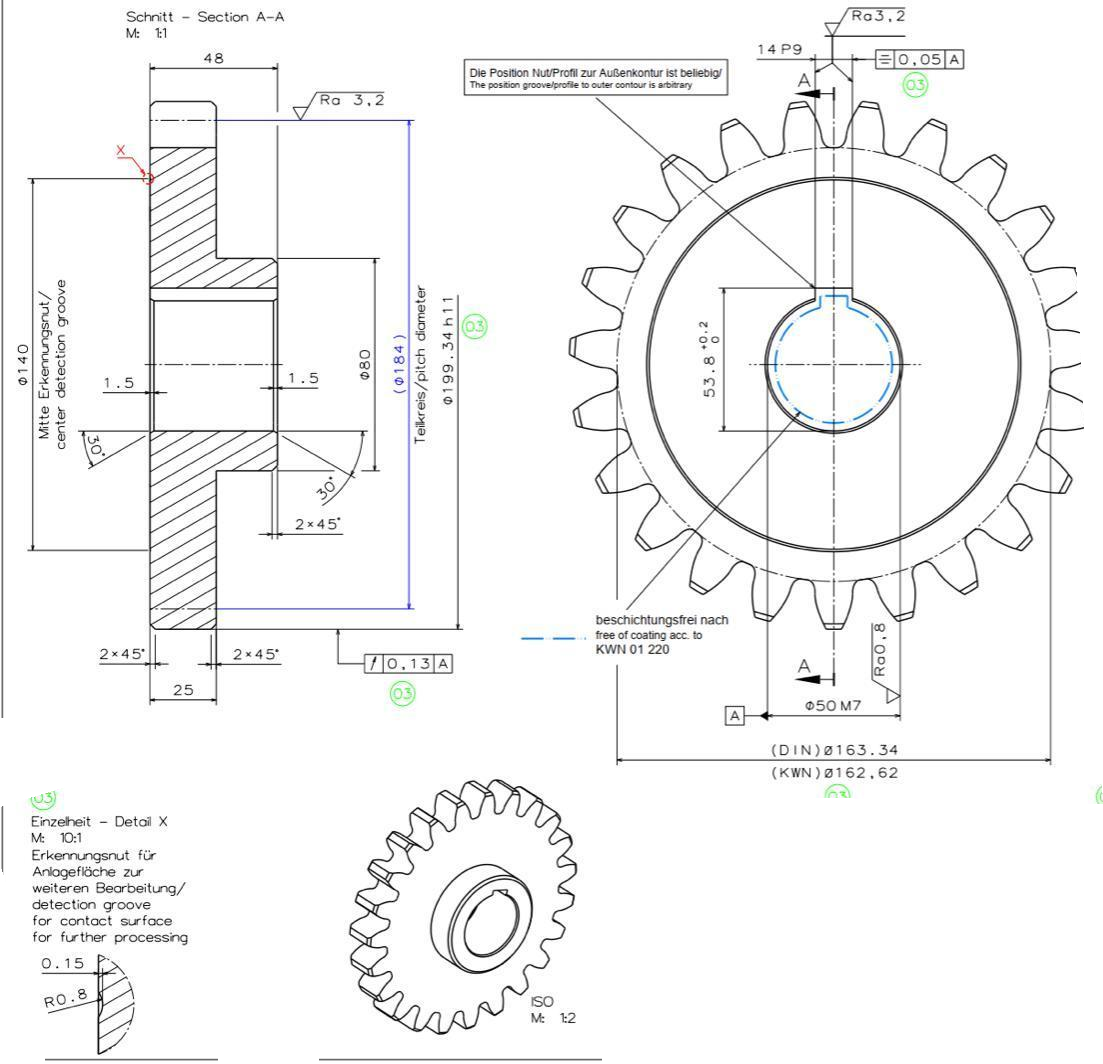 Schnitt - Section A-A
M: 1:1
48
Ra 3,2
X
Φ140
Mitte Erkennungsnut/
center detection groove
1.5
1.5
30°
30°
2×45°
Φ80
(Φ184)
Teilkreis/pitch diameter
Φ199.34 h11
03
2×45°
2×45°
25
0,13 A
03
Die Position Nut/Profil zur Außenkontur ist beliebig/
The position groove/profile to outer contour is arbitrary
14 P9
Ra3,2
0,05 A
03
A
53.8 +0.2
0
beschichtungsfrei nach
free of coating acc. to
KWN 01 220
A
Ra0,8
A
Φ50 M7
(DIN)Ø163.34
(KWN)Ø162,62
03
03
Einzelheit - Detail X
M: 10:1
Erkennungsnut für
Anlagefläche zur
weiteren Bearbeitung/
detection groove
for contact surface
for further processing
0.15
R0.8
ISO
M: 1:2